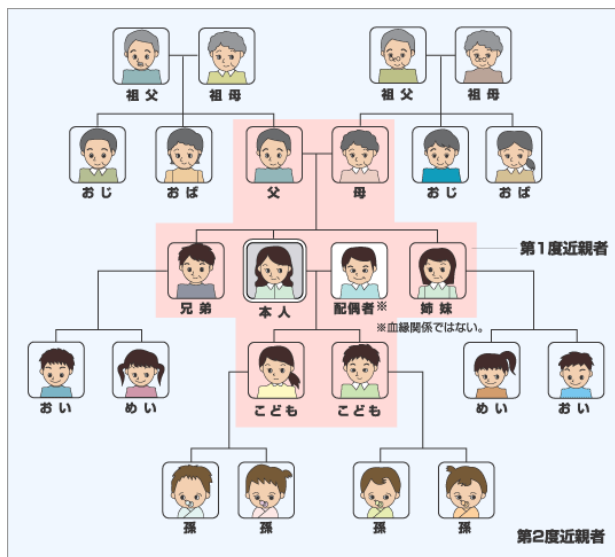 祖父
祖母
祖父
祖母
おじ
おば
父
母
おじ
おば
第1度近親者
兄弟
本人
配偶者※
姉妹
※血縁関係ではない。
おい
めい
こども
こども
めい
おい
孫
孫
孫
孫
第2度近親者